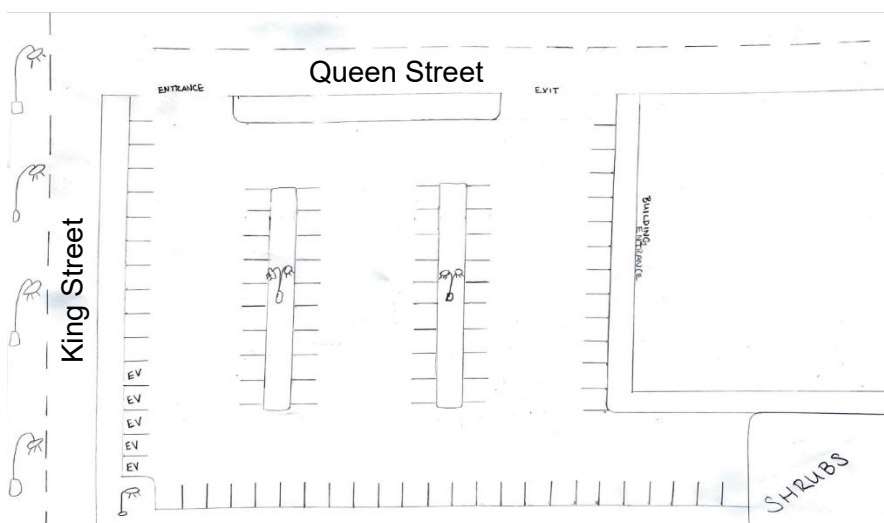 Queen Street
ENTRANCE
EXIT
King Street
BUILDING
ENTRANCE
EV
EV
EV
EV
EV
SHRUBS